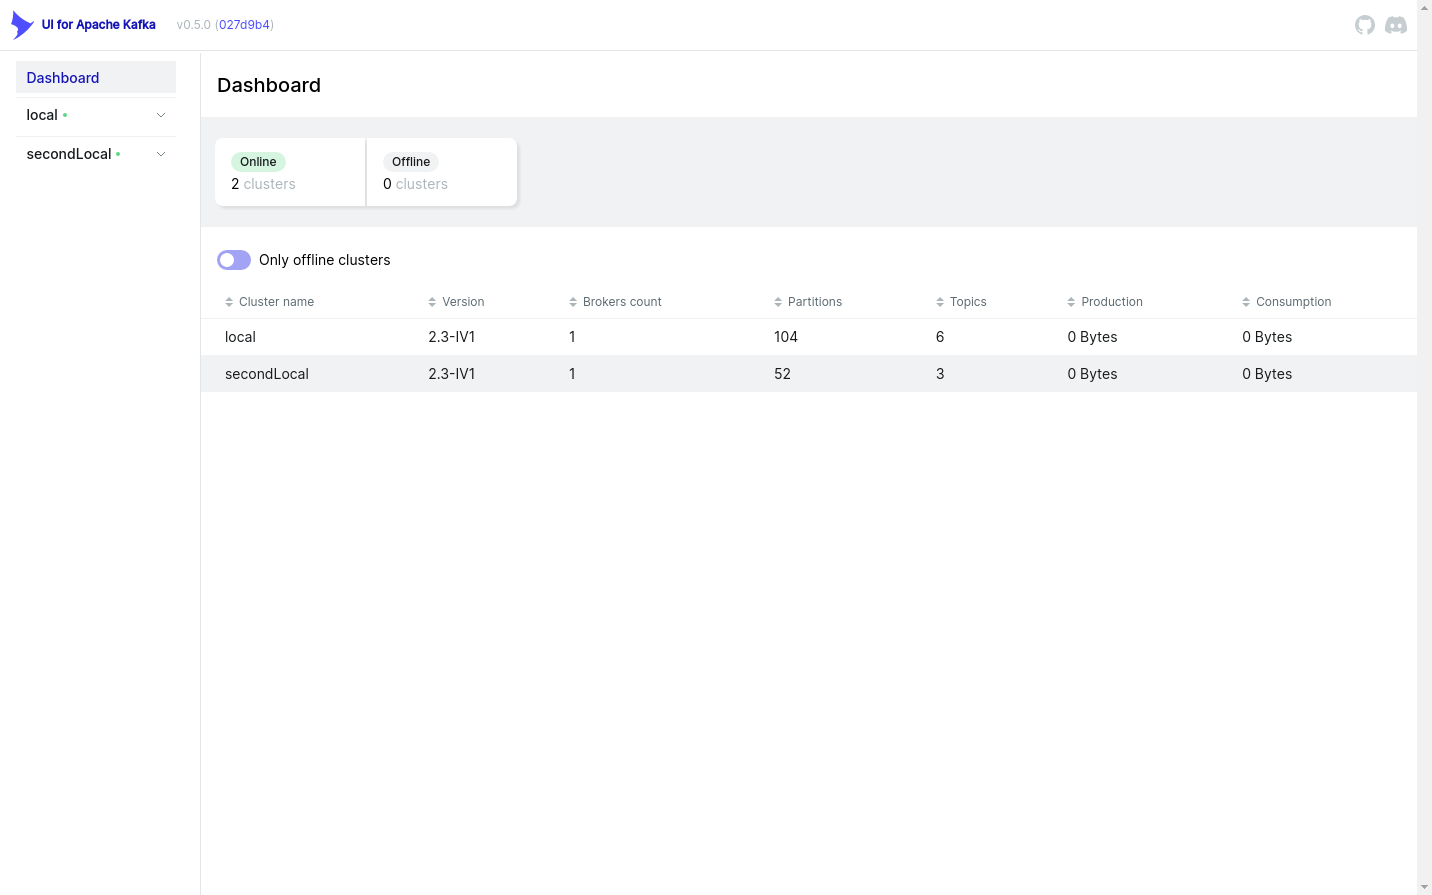 UI for Apache Kafka v0.5.0 (027d9b4)
Dashboard
local
secondLocal
Dashboard
Online Offline
2 clusters 0 clusters
Only offline clusters
Cluster name Version Brokers count Partitions Topics Production Consumption
local 2.3-IV1 1 104 6 0 Bytes 0 Bytes
secondLocal 2.3-IV1 1 52 3 0 Bytes 0 Bytes